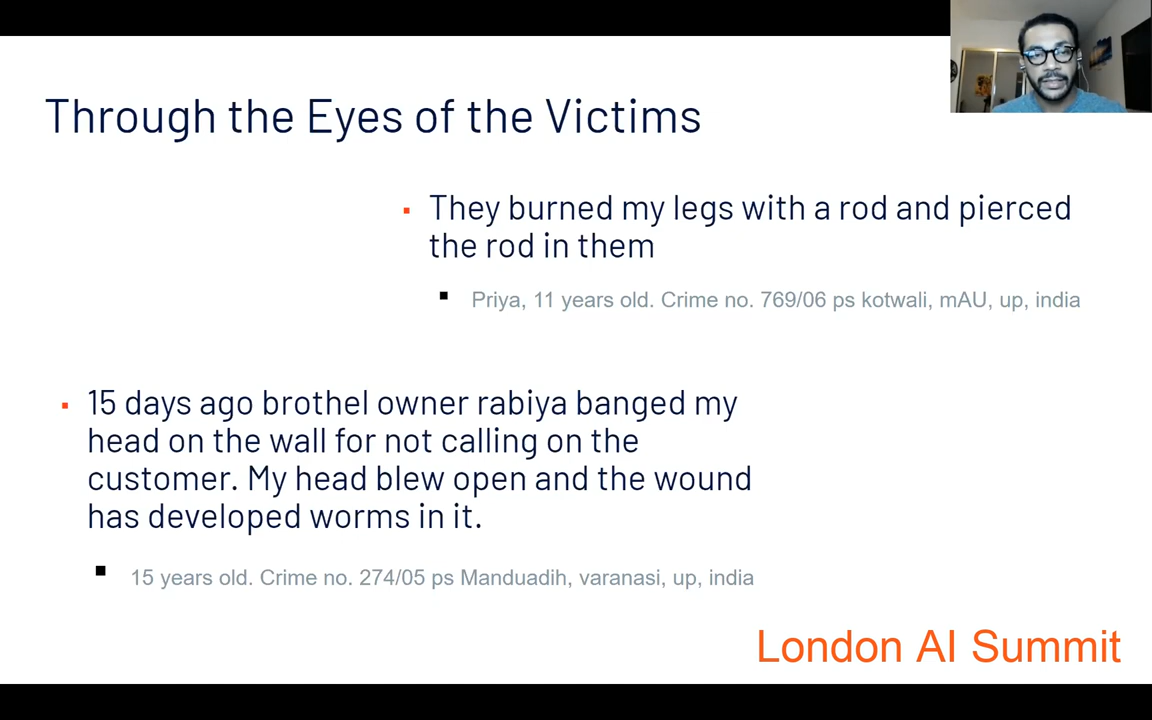 Through the Eyes of the Victims
They burned my legs with a rod and pierced
the rod in them
Priya, 11 years old. Crime no. 769/06 ps kotwali, mAU, up, india
15 days ago brothel owner rabiya banged my
head on the wall for not calling on the
customer. My head blew open and the wound
has developed worms in it.
15 years old. Crime no. 274/05 ps Manduadih, varanasi, up, india
London AI Summit